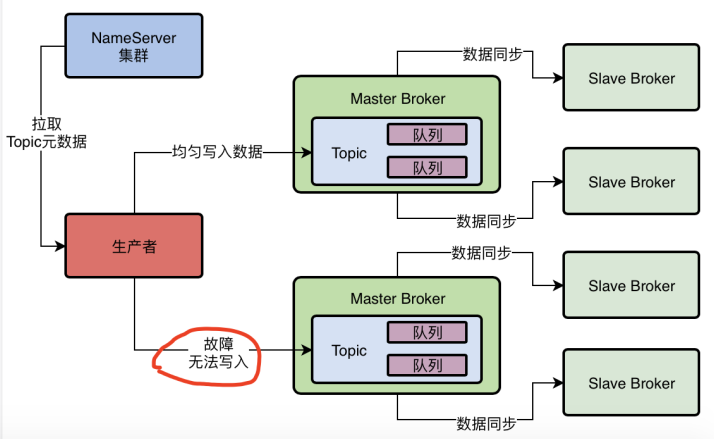 NameServer
集群
数据同步
Slave Broker
Master Broker
拉取
Topic元数据
队列
Topic
均匀写入数据
队列
Slave Broker
数据同步
生产者
数据同步
Slave Broker
Master Broker
故障
无法写入
队列
Topic
队列
Slave Broker
数据同步